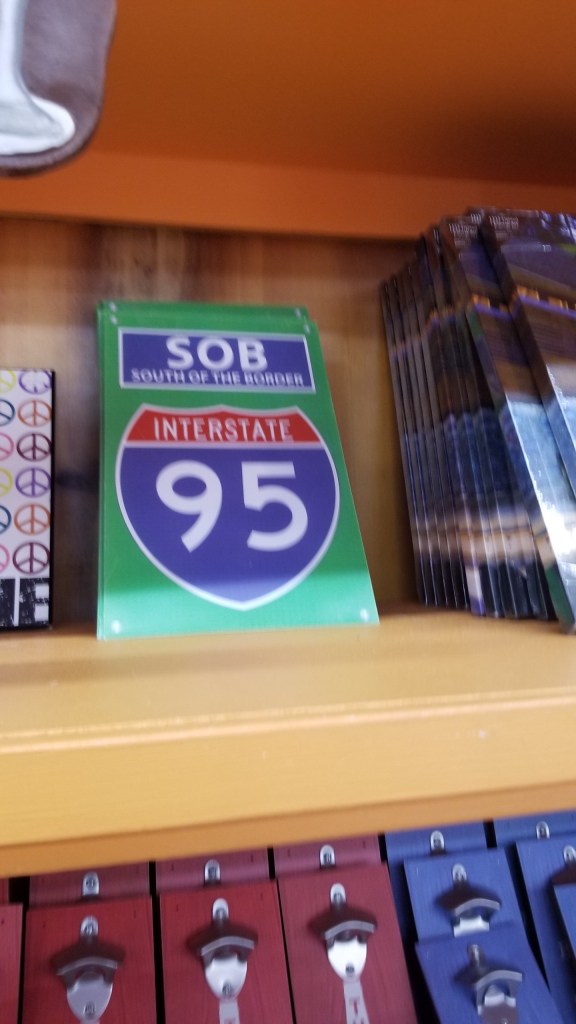 SOB
SOUTH OF THE BORDER
INTERSTATE
95